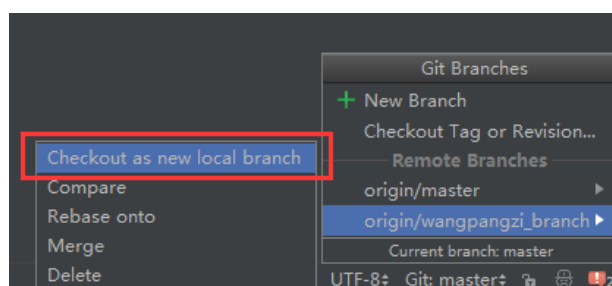 Git Branches
New Branch
Checkout Tag or Revision...
Remote Branches
origin/master
origin/wangpangzi_branch
Current branch: master
Checkout as new local branch
Compare
Rebase onto
Merge
Delete
UTF-8 Git: master